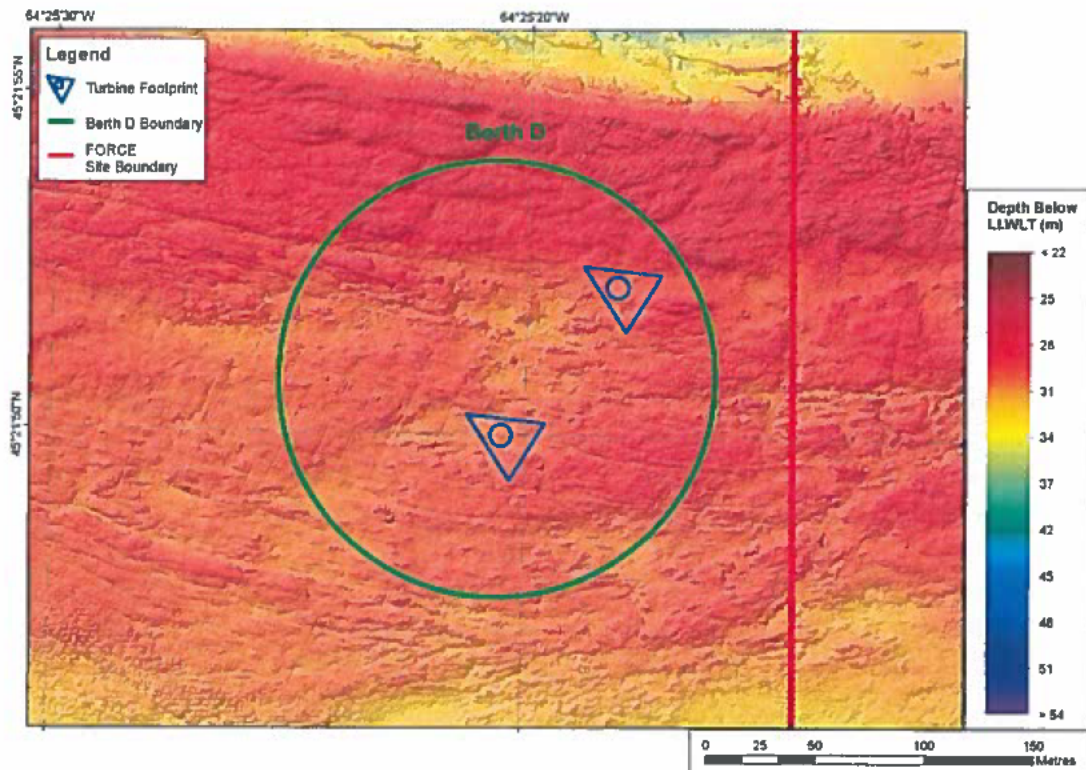 64°25'30"W
64°25'20"W
Legend
Turbine Footprint
Berth D Boundary
FORCE
Site Boundary
45°21'55"N
45°21'50"N
Berth D
Depth Below
LLWLT (m)
< 22
25
28
31
34
37
42
45
48
51
> 54
0 25 50 100 150
Metres